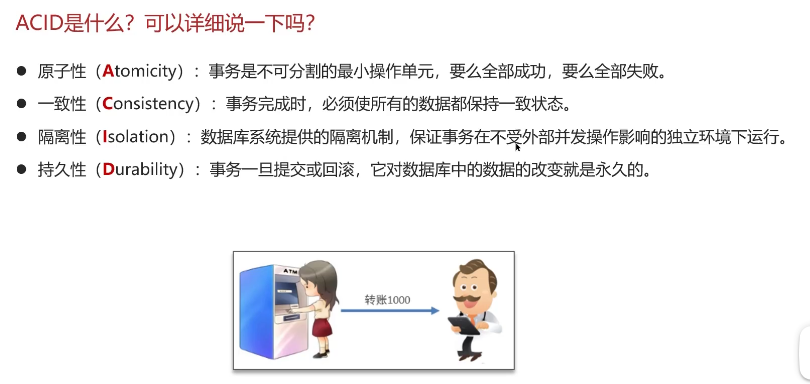 ACID是什么？可以详细说一下吗？
● 原子性（Atomicity）：事务是不可分割的最小操作单元，要么全部成功，要么全部失败。
● 一致性（Consistency）：事务完成时，必须使所有的数据都保持一致状态。
● 隔离性（Isolation）：数据库系统提供的隔离机制，保证事务在不受外部并发操作影响的独立环境下运行。
● 持久性（Durability）：事务一旦提交或回滚，它对数据库中的数据的改变就是永久的。
ATM
转账1000